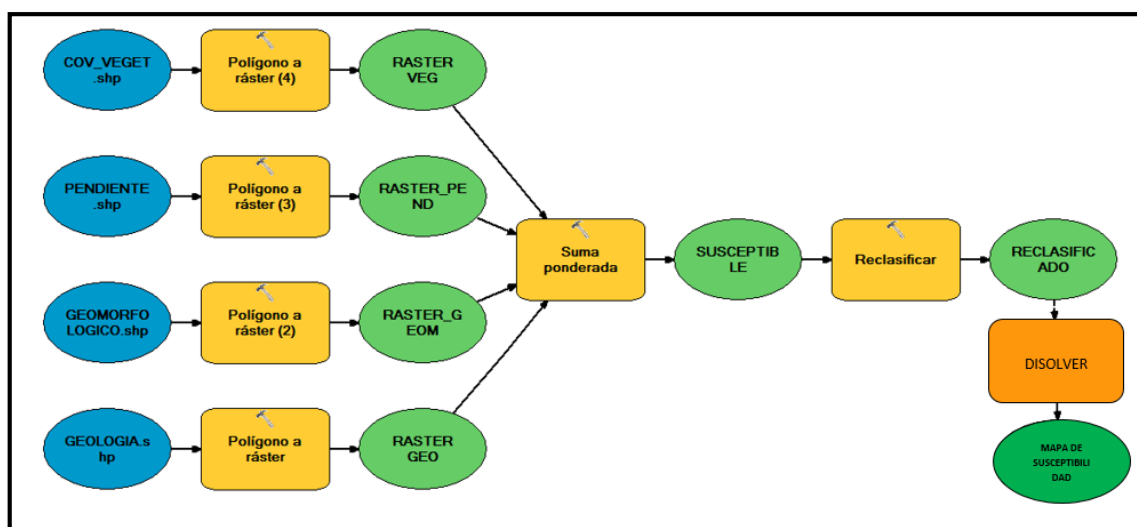 COV_VEGET
.shp
Polígono a
ráster (4)
RASTER
VEG
PENDIENTE
.shp
Polígono a
ráster (3)
RASTER_PE
ND
GEOMORFO
LOGICO.shp
Polígono a
ráster (2)
RASTER_G
EOM
GEOLOGIA.s
hp
Polígono a
ráster
RASTER
GEO
Suma
ponderada
SUSCEPTIB
LE
Reclasificar
RECLASIFIC
ADO
DISOLVER
MAPA DE
SUSCEPTIBILI
DAD